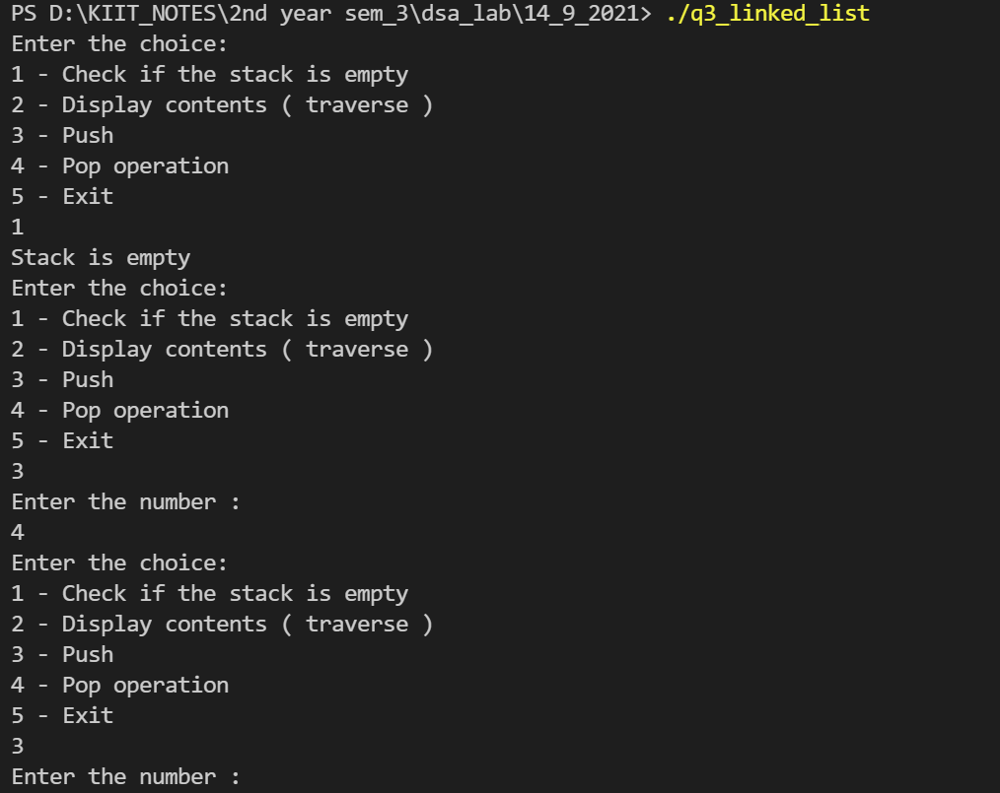 PS D:\KIIT_NOTES\2nd year sem_3\dsa_lab\14_9_2021> ./q3_linked_list
Enter the choice:
1 - Check if the stack is empty
2 - Display contents ( traverse )
3 - Push
4 - Pop operation
5 - Exit
1
Stack is empty
Enter the choice:
1 - Check if the stack is empty
2 - Display contents ( traverse )
3 - Push
4 - Pop operation
5 - Exit
3
Enter the number :
4
Enter the choice:
1 - Check if the stack is empty
2 - Display contents ( traverse )
3 - Push
4 - Pop operation
5 - Exit
3
Enter the number :